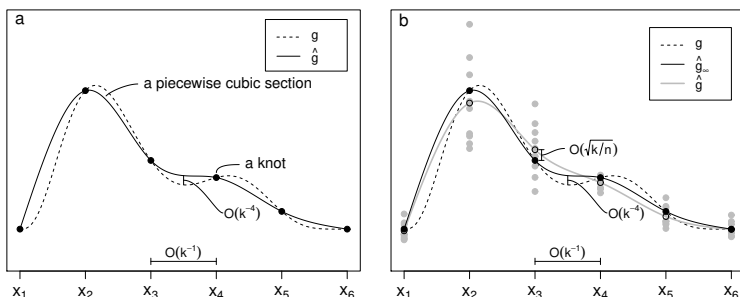 a
g
ĝ
a piecewise cubic section
a knot
O(k⁻⁴)
O(k⁻¹)
x₁ x₂ x₃ x₄ x₅ x₆
b
g
ĝ∞
ĝ
O(√k/n)
O(k⁻⁴)
O(k⁻¹)
x₁ x₂ x₃ x₄ x₅ x₆